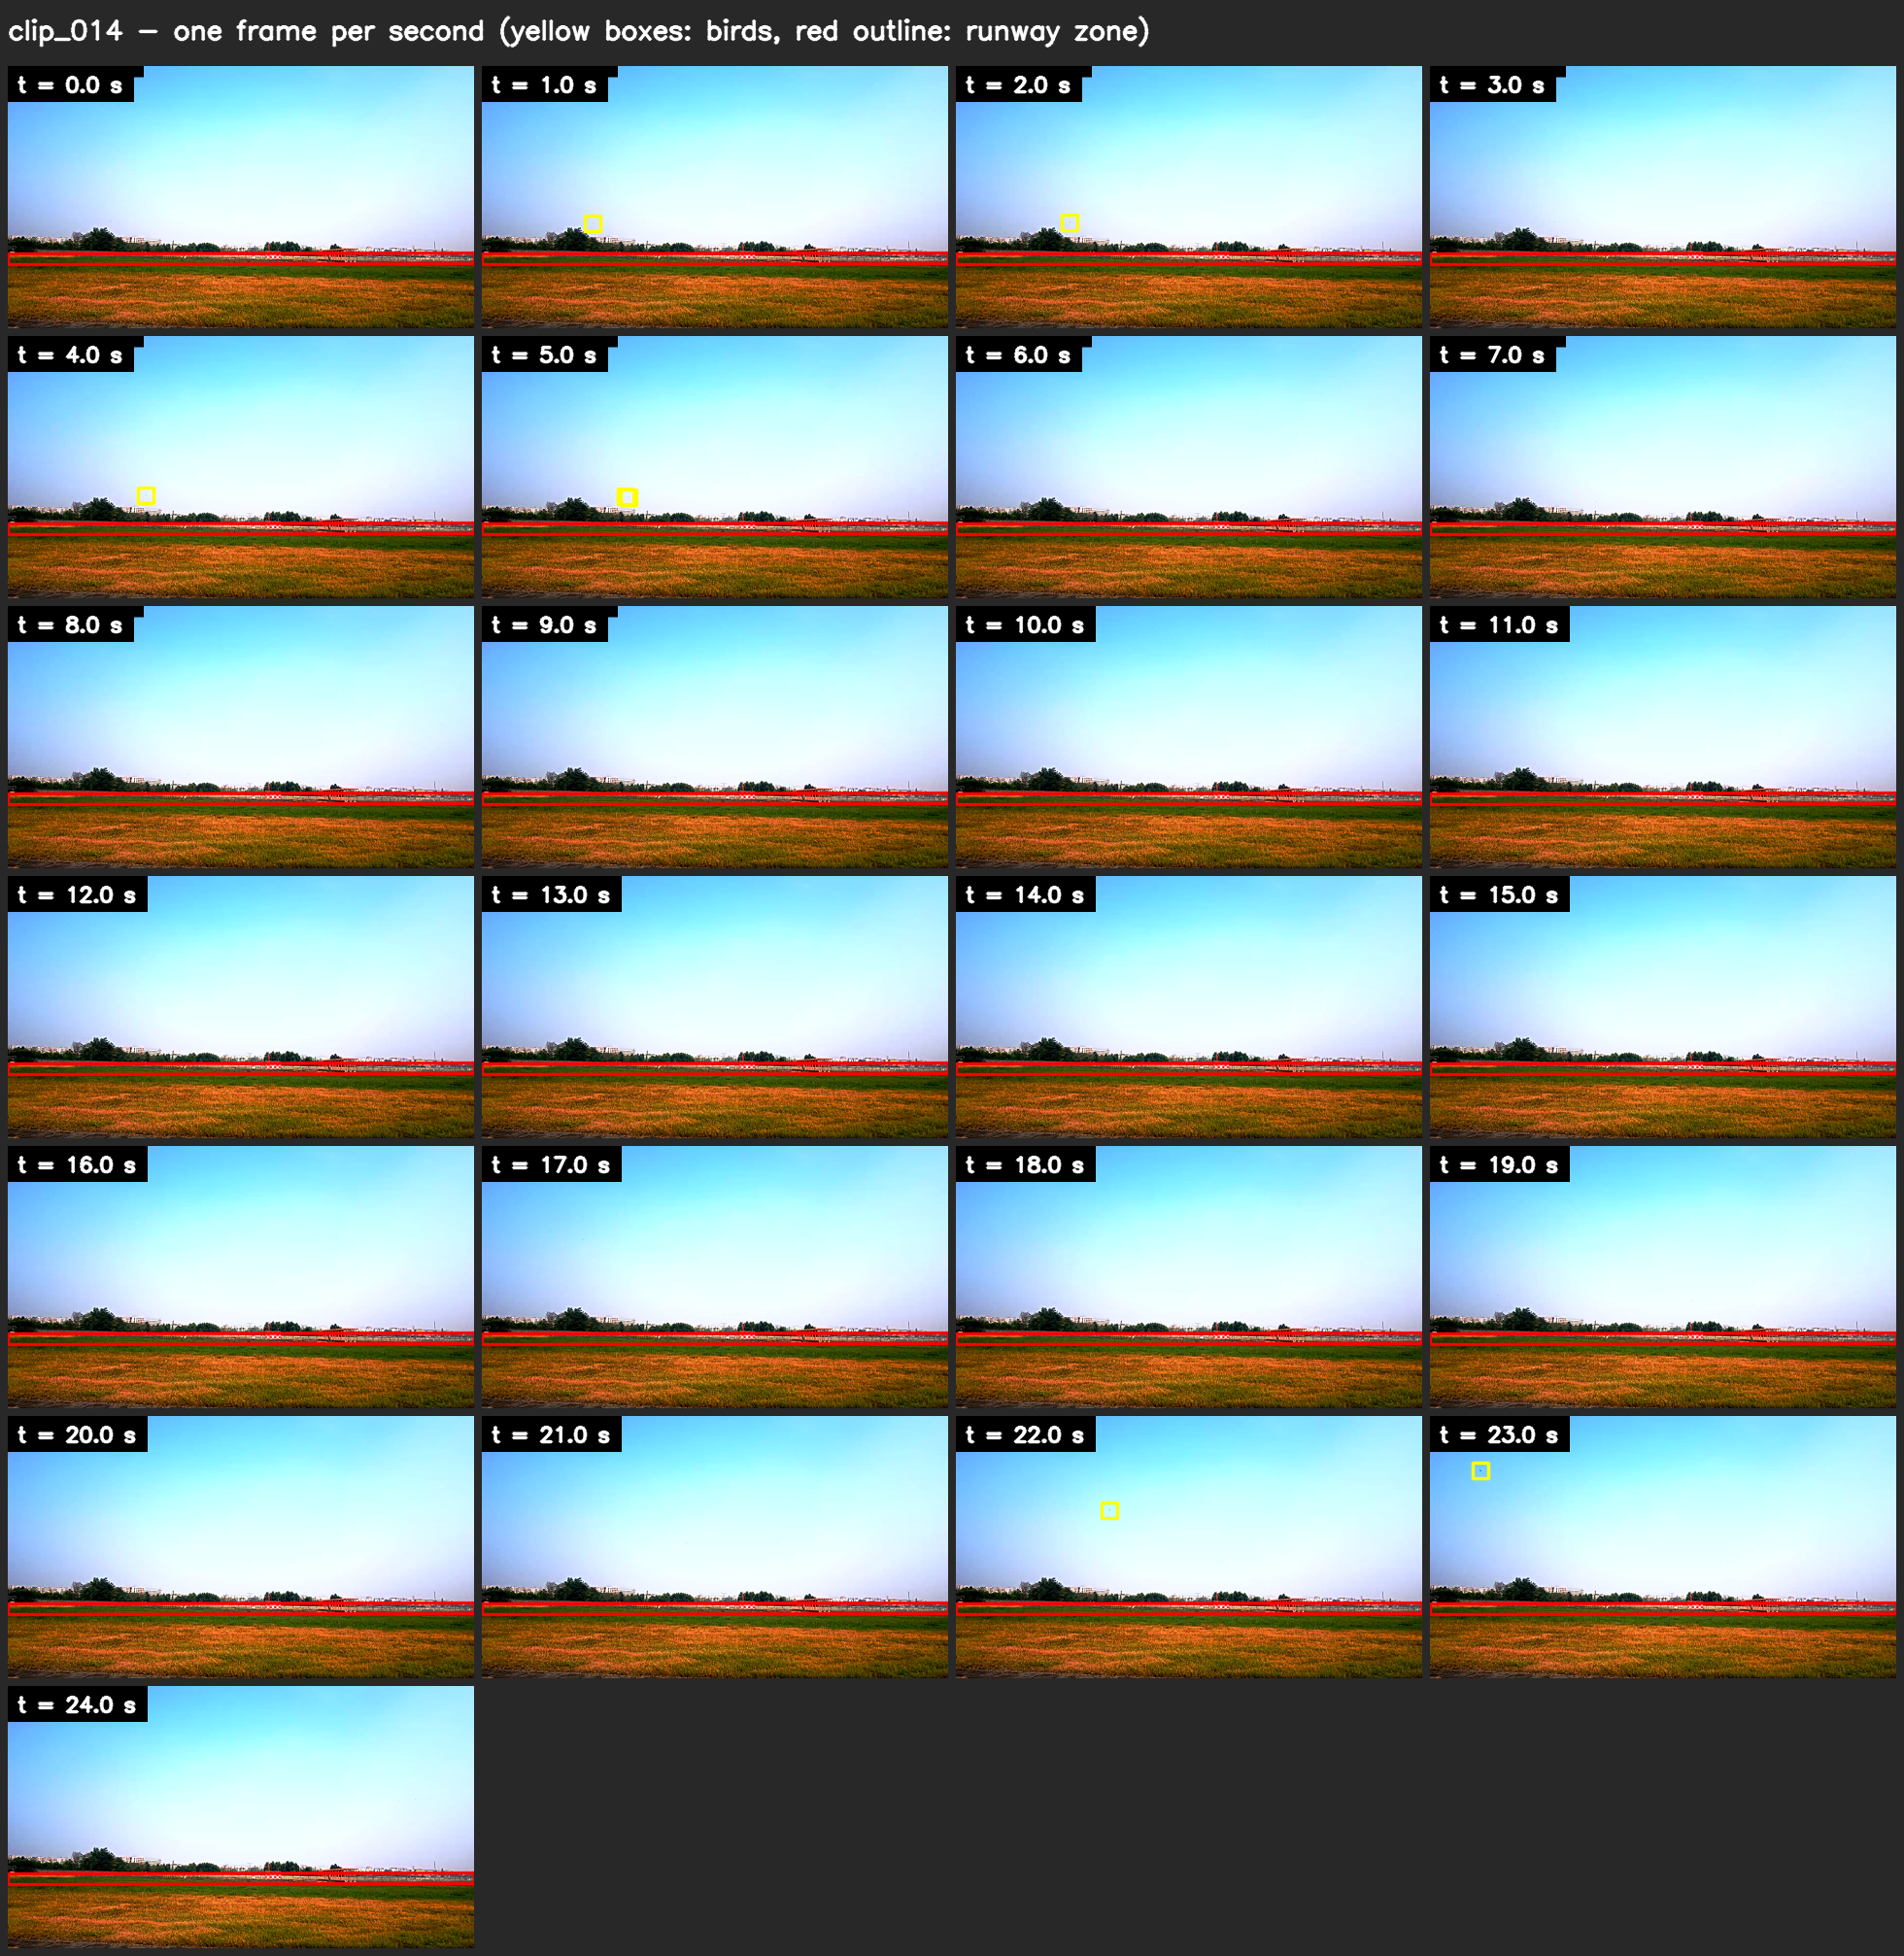 clip_014 - one frame per second (yellow boxes: birds, red outline: runway zone)
t = 0.0 s
t = 1.0 s
t = 2.0 s
t = 3.0 s
t = 4.0 s
t = 5.0 s
t = 6.0 s
t = 7.0 s
t = 8.0 s
t = 9.0 s
t = 10.0 s
t = 11.0 s
t = 12.0 s
t = 13.0 s
t = 14.0 s
t = 15.0 s
t = 16.0 s
t = 17.0 s
t = 18.0 s
t = 19.0 s
t = 20.0 s
t = 21.0 s
t = 22.0 s
t = 23.0 s
t = 24.0 s